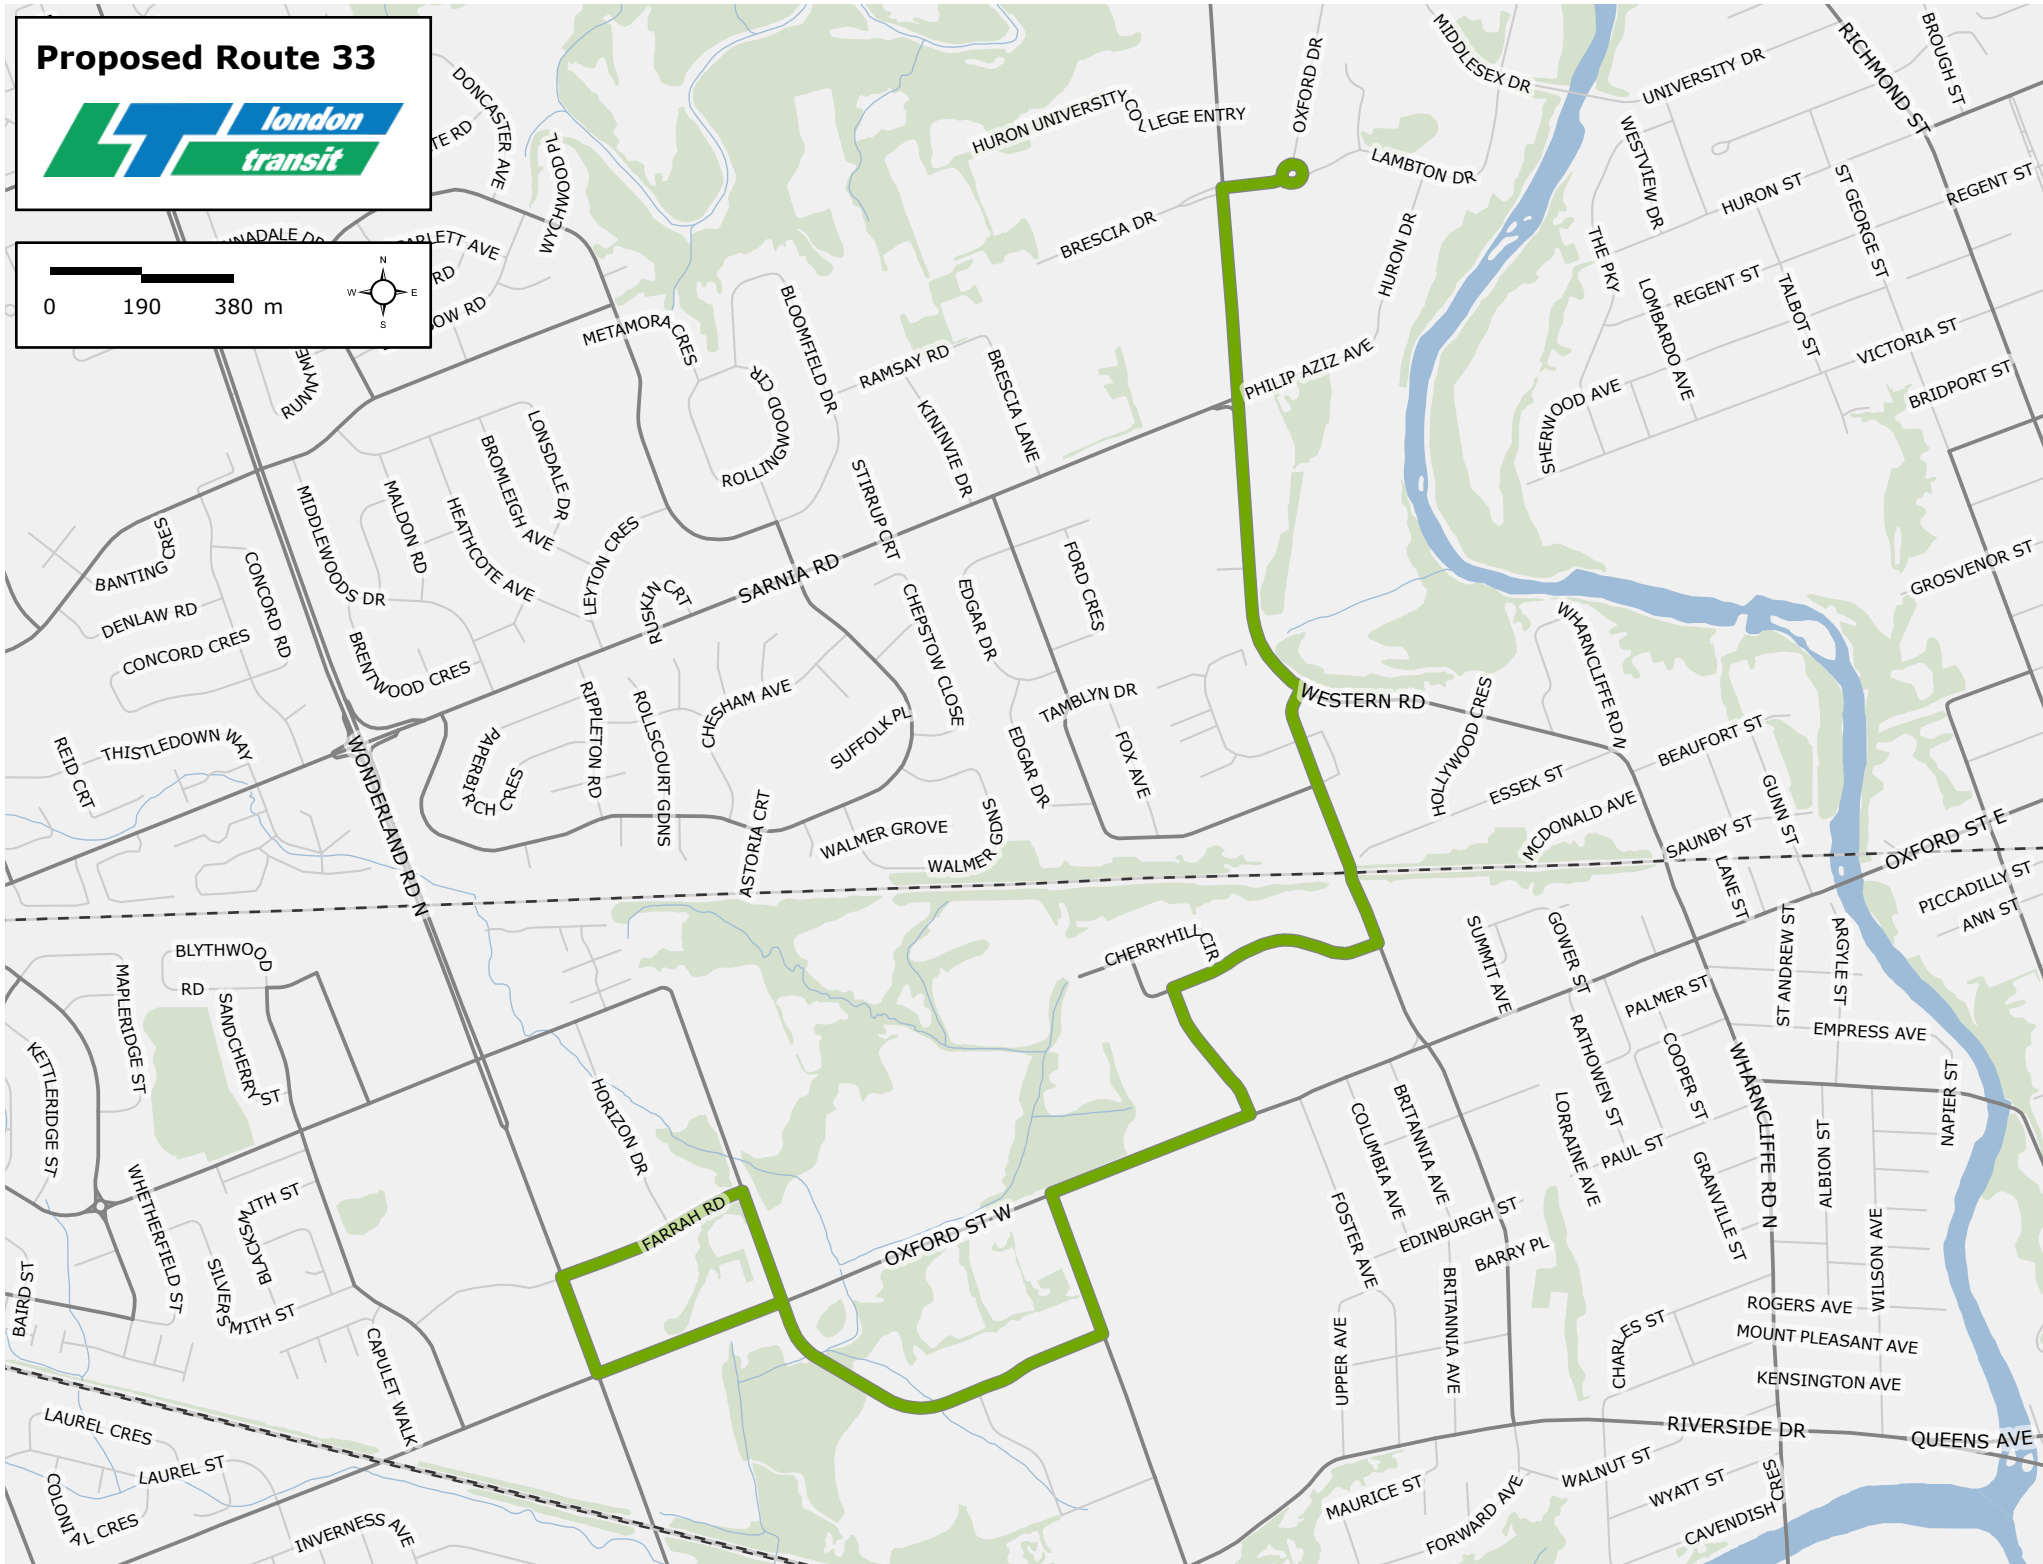 Proposed Route 33
london
transit
0 190 380 m
N
W E
S
DONCASTER AVE
WYCHWOOD PL
HURON UNIVERSITY COLLEGE ENTRY
OXFORD DR
MIDDLESEX DR
UNIVERSITY DR
RICHMOND ST
BROUGH ST
LAMBTON DR
WESTVIEW DR
HURON ST
ST GEORGE ST
REGENT ST
BRESCIA DR
HURON DR
THE PKY
REGENT ST
LOMBARDO AVE
TALBOT ST
VICTORIA ST
BRIDPORT ST
METAMORA CRES
BLOOMFIELD DR
RAMSAY RD
BRESCIA LANE
PHILIP AZIZ AVE
SHERWOOD AVE
ROLLINGWOOD CIR
KININVIE DR
LONSDALE DR
BROMLEIGH AVE
MALDON RD
HEATHCOTE AVE
MIDDLEWOODS DR
LEYTON CRES
RUSKIN CRT
SARNIA RD
STIRRUP CRT
CHEPSTOW CLOSE
EDGAR DR
FORD CRES
GROSVENOR ST
BANTING CRES
DENLAW RD
CONCORD CRES
CONCORD RD
BRENTWOOD CRES
WHARNCLIFFE RD N
WESTERN RD
HOLLYWOOD CRES
TAMBLYN DR
FOX AVE
EDGAR DR
SUFFOLK PL
CHESHAM AVE
ROLLSCOURT GDNS
RIPPLETON RD
PAPERBIRCH CRES
THISTLEDOWN WAY
REID CRT
WONDERLAND RD N
BEAUFORT ST
ESSEX ST
GUNN ST
MCDONALD AVE
SAUNBY ST
OXFORD ST E
ASTORIA CRT
WALMER GROVE
WALMER GDNS
LANE ST
PICCADILLY ST
ANN ST
BLYTHWOOD RD
CHERRYHILL CIR
SUMMIT AVE
GOWER ST
ST ANDREW ST
ARGYLE ST
MAPLERIDGE ST
SANDCHERRY ST
PALMER ST
EMPRESS AVE
KETTLERIDGE ST
HORIZON DR
RATHOWEN ST
COOPER ST
WHARNCLIFFE RD N
NAPIER ST
COLUMBIA AVE
BRITANNIA AVE
LORRAINE AVE
PAUL ST
ALBION ST
GRANVILLE ST
WHETHERFIELD ST
BLACKSMITH ST
SILVERSMITH ST
FARRAH RD
OXFORD ST W
FOSTER AVE
EDINBURGH ST
BARRY PL
WILSON AVE
BAIRD ST
BRITANNIA AVE
UPPER AVE
CHARLES ST
ROGERS AVE
MOUNT PLEASANT AVE
KENSINGTON AVE
CAPULET WALK
LAUREL CRES
LAUREL ST
COLONIAL CRES
INVERNESS AVE
RIVERSIDE DR
QUEENS AVE
MAURICE ST
FORWARD AVE
WALNUT ST
WYATT ST
CAVENDISH CRES